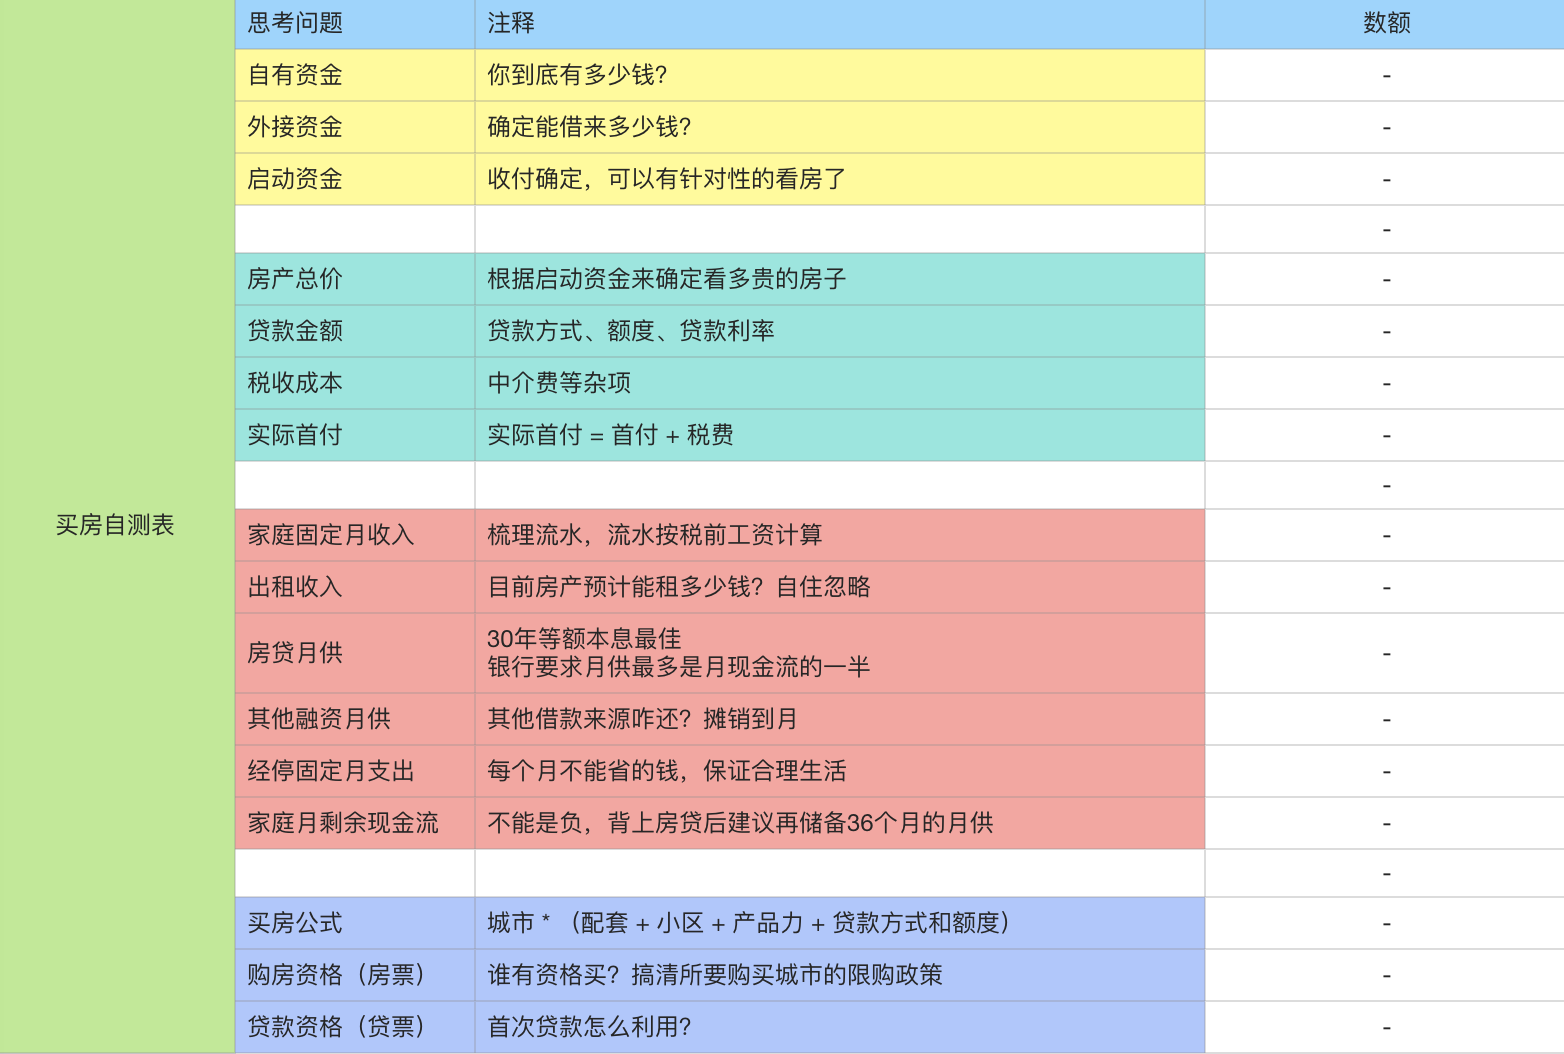 思考问题 注释 数额
自有资金 你到底有多少钱？ -
外接资金 确定能借来多少钱？ -
启动资金 收付确定，可以有针对性的看房了 -
-
房产总价 根据启动资金来确定看多贵的房子 -
贷款金额 贷款方式、额度、贷款利率 -
税收成本 中介费等杂项 -
实际首付 实际首付 = 首付 + 税费 -
-
买房自测表
家庭固定月收入 梳理流水，流水按税前工资计算 -
出租收入 目前房产预计能租多少钱？自住忽略 -
房贷月供 30年等额本息最佳
银行要求月供最多是月现金流的一半 -
其他融资月供 其他借款来源咋还？摊销到月 -
经停固定月支出 每个月不能省的钱，保证合理生活 -
家庭月剩余现金流 不能是负，背上房贷后建议再储备36个月的月供 -
-
买房公式 城市 * （配套 + 小区 + 产品力 + 贷款方式和额度） -
购房资格（房票） 谁有资格买？搞清所要购买城市的限购政策 -
贷款资格（贷票） 首次贷款怎么利用？ -